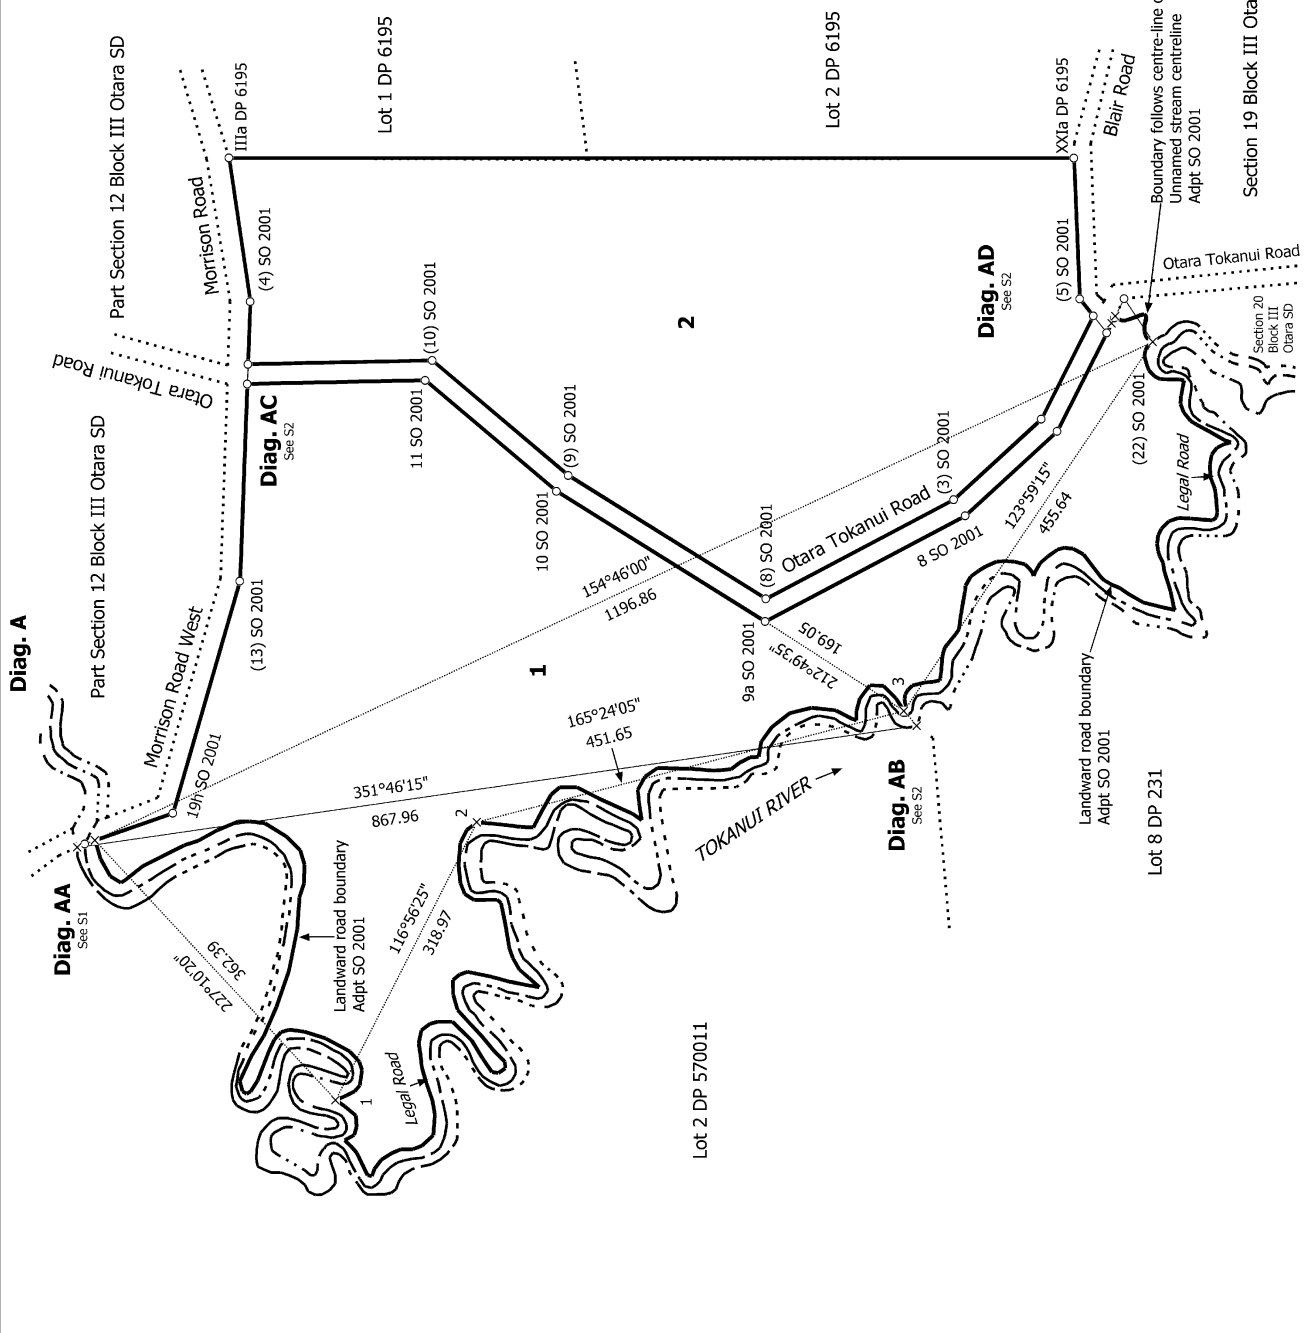 Diag. A
Part Section 12 Block III Otara SD
Part Section 12 Block III Otara SD
Otara Tokanui Road
Morrison Road
IIIa DP 6195
Lot 1 DP 6195
Lot 2 DP 6195
XXIa DP 6195
Blair Road
Boundary follows centre-line
Unnamed stream centreline
Adpt SO 2001
Section 19 Block III
Otara Tokanui Road
Section 20
Block III
Otara SD
(4) SO 2001
(5) SO 2001
Diag. AD
See S2
2
(10) SO 2001
11 SO 2001
Diag. AC
See S2
(9) SO 2001
10 SO 2001
(3) SO 2001
(22) SO 2001
Legal Road
(8) SO 2001
Otara Tokanui Road
8 SO 2001
123°59'15"
455.64
(13) SO 2001
Morrison Road West
19h SO 2001
154°46'00"
1196.86
1
9a SO 2001
212°49'35"
169.05
3
165°24'05"
451.65
351°46'15"
867.96
2
TOKANUI RIVER
Diag. AB
See S2
Landward road boundary
Adpt SO 2001
Lot 8 DP 231
Diag. AA
See S1
227°10'20"
362.39
Landward road boundary
Adpt SO 2001
116°56'25"
318.97
1
Legal Road
Lot 2 DP 570011